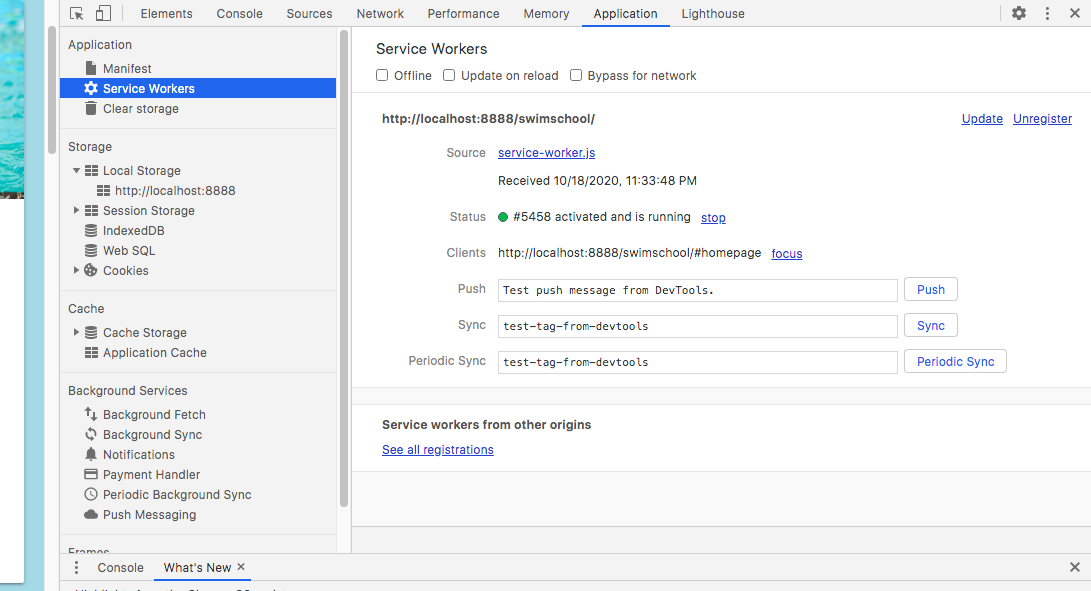 Elements Console Sources Network Performance Memory Application Lighthouse
Application
Manifest
Service Workers
Clear storage
Storage
Local Storage
http://localhost:8888
Session Storage
IndexedDB
Web SQL
Cookies
Cache
Cache Storage
Application Cache
Background Services
Background Fetch
Background Sync
Notifications
Payment Handler
Periodic Background Sync
Push Messaging
Frames
Service Workers
Offline Update on reload Bypass for network
http://localhost:8888/swimschool/ Update Unregister
Source service-worker.js
Received 10/18/2020, 11:33:48 PM
Status #5458 activated and is running stop
Clients http://localhost:8888/swimschool/#homepage focus
Push Test push message from DevTools. Push
Sync test-tag-from-devtools Sync
Periodic Sync test-tag-from-devtools Periodic Sync
Service workers from other origins
See all registrations
Console What's New